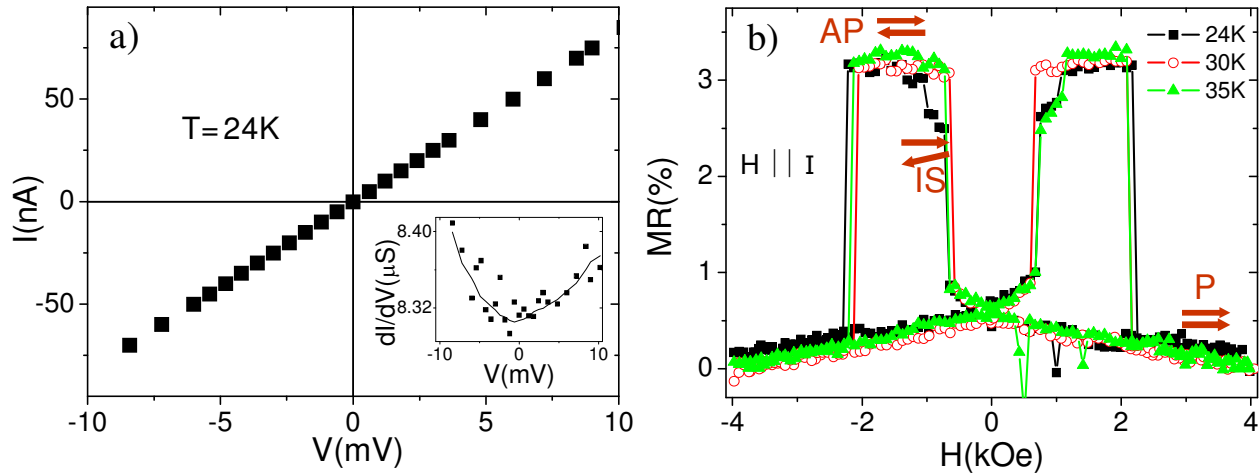 a)
T=24K
I(nA)
50
0
-50
-10
-5
0
5
10
V(mV)
dI/dV(μS)
8.40
8.32
-10
0
10
V(mV)
b)
AP
24K
30K
35K
H || I
IS
P
MR(%)
3
2
1
0
-4
-2
0
2
4
H(kOe)